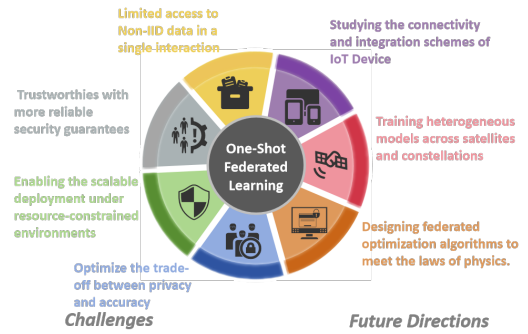 Limited access to
Non-IID data in a
single interaction
Studying the connectivity
and integration schemes of
IoT Device
Trustworthies with
more reliable
security guarantees
One-Shot
Federated
Learning
Training heterogeneous
models across satellites
and constellations
Enabling the scalable
deployment under
resource-constrained
environments
Designing federated
optimization algorithms to
meet the laws of physics.
Optimize the trade-
off between privacy
and accuracy
Challenges
Future Directions